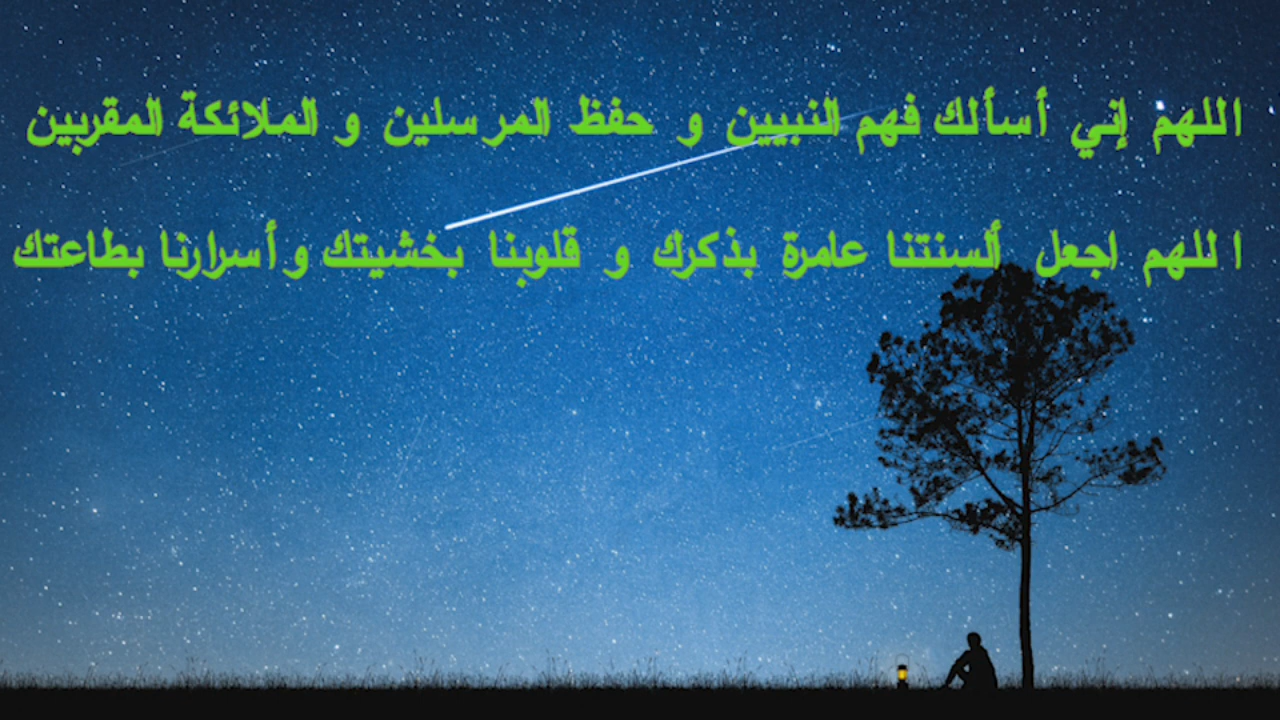 اللهم إني أسألك فهم النبيين و حفظ المرسلين و الملائكة المقربين
ا للهم اجعل ألسنتنا عامرة بذكرك و قلوبنا بخشيتك وأسرارنا بطاعتك